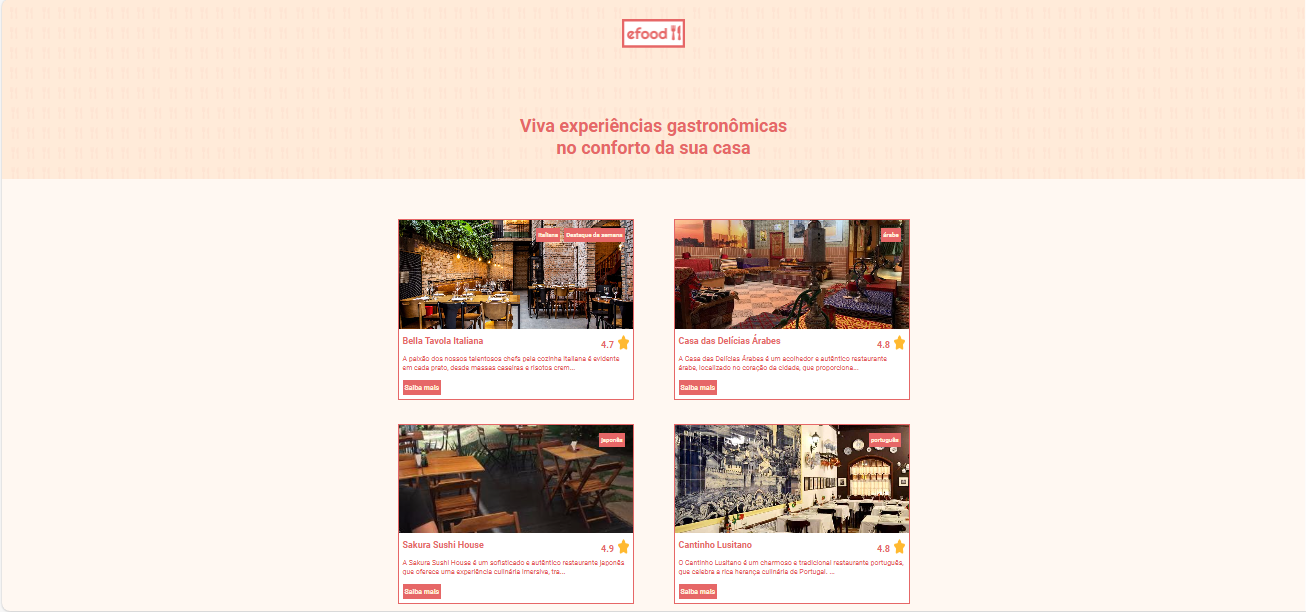 efood
Viva experiências gastronômicas
no conforto da sua casa
Italiana Destaque da semana
árabe
Bella Tavola Italiana
4.7
A paixão dos nossos talentosos chefs pela cozinha italiana é evidente
em cada prato, desde massas caseiras e risotos crem...
Saiba mais
Casa das Delícias Árabes
4.8
A Casa das Delícias Árabes é um acolhedor e autêntico restaurante
árabe, localizado no coração da cidade, que proporciona...
Saiba mais
japonês
português
Sakura Sushi House
4.9
A Sakura Sushi House é um sofisticado e autêntico restaurante japonês
que oferece uma experiência culinária imersiva, tra...
Saiba mais
Cantinho Lusitano
4.8
O Cantinho Lusitano é um charmoso e tradicional restaurante português,
que celebra a rica herança culinária de Portugal. ...
Saiba mais